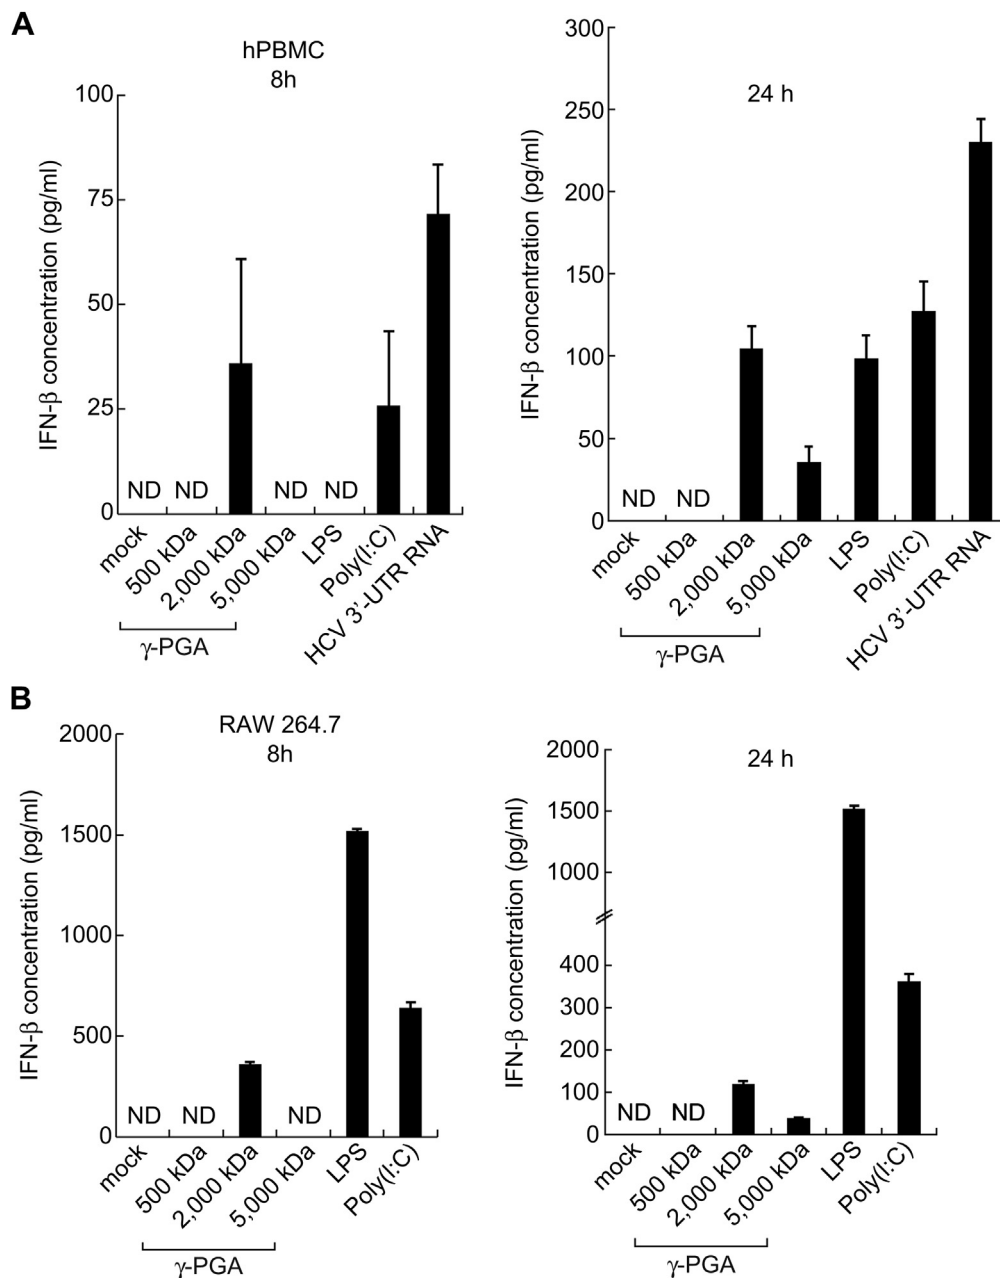 A
hPBMC
8h
IFN-β concentration (pg/ml)
100
75
50
25
0
ND ND ND ND
mock
500 kDa
2,000 kDa
5,000 kDa
LPS
Poly(I:C)
HCV 3'-UTR RNA
γ-PGA
24 h
IFN-β concentration (pg/ml)
300
250
200
150
100
50
0
ND ND
mock
500 kDa
2,000 kDa
5,000 kDa
LPS
Poly(I:C)
HCV 3'-UTR RNA
γ-PGA
B
RAW 264.7
8h
IFN-β concentration (pg/ml)
2000
1500
1000
500
0
ND ND ND
mock
500 kDa
2,000 kDa
5,000 kDa
LPS
Poly(I:C)
γ-PGA
24 h
IFN-β concentration (pg/ml)
2000
1500
1000
400
300
200
100
0
ND ND
mock
500 kDa
2,000 kDa
5,000 kDa
LPS
Poly(I:C)
γ-PGA